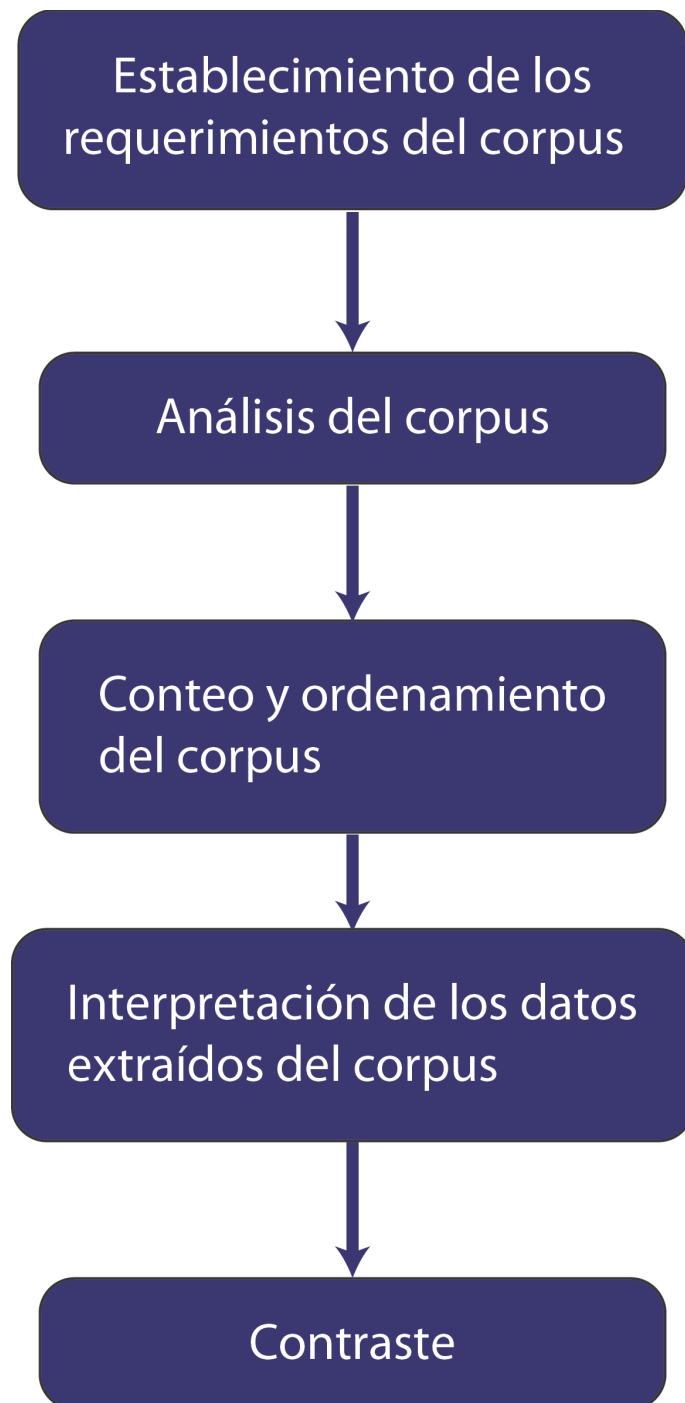 Establecimiento de los
requerimientos del corpus
Análisis del corpus
Conteo y ordenamiento
del corpus
Interpretación de los datos
extraídos del corpus
Contraste